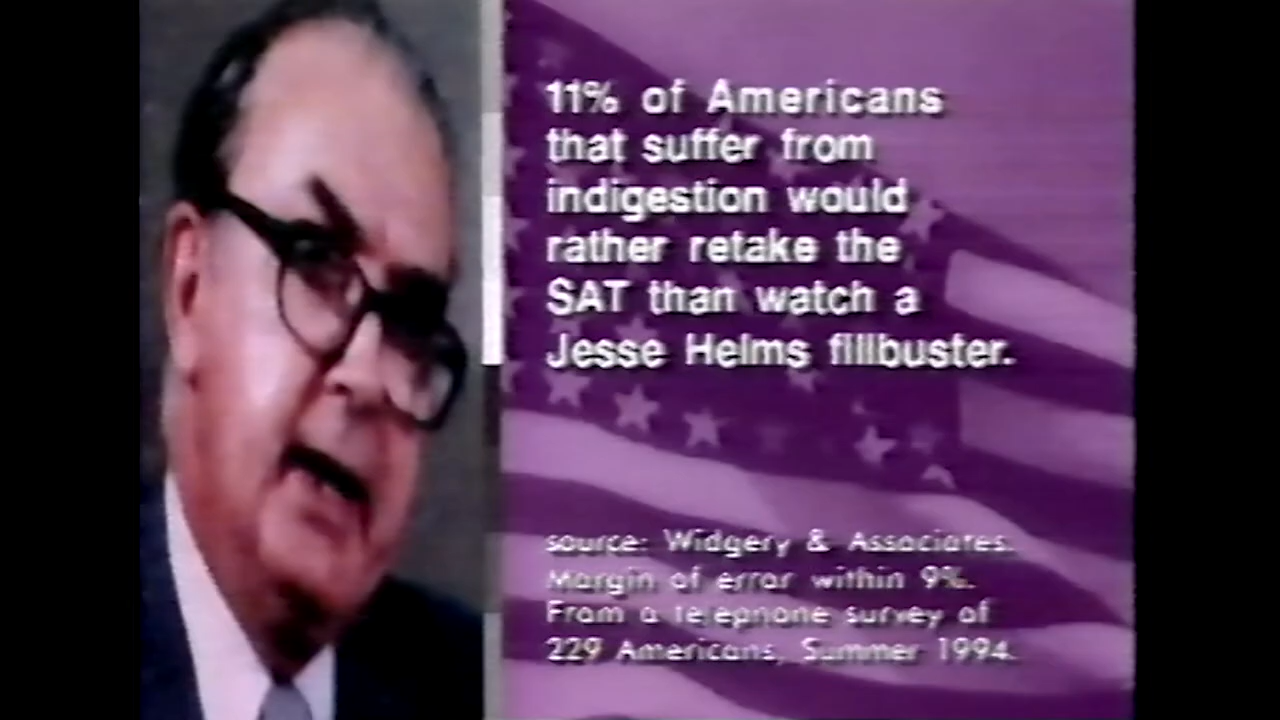 11% of Americans
that suffer from
indigestion would
rather retake the
SAT than watch a
Jesse Helms filibuster.
source: Widgery & Associates.
Margin of error within 9%.
From a telephone survey of
229 Americans, Summer 1994.